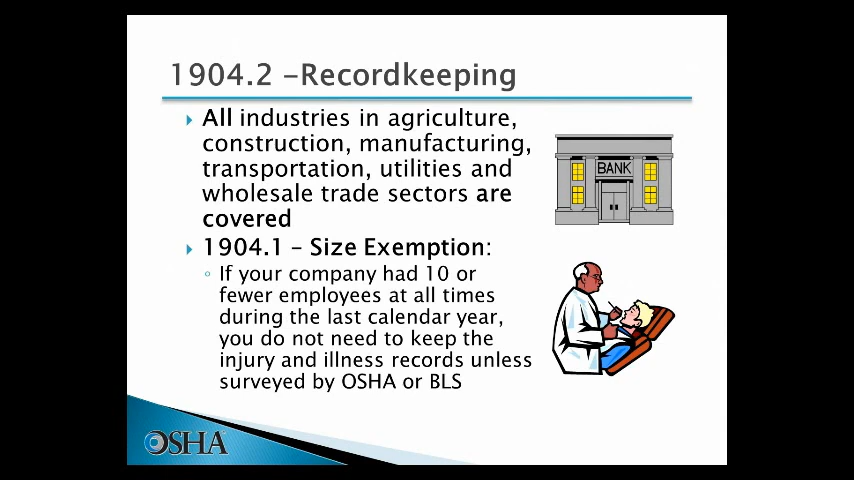 1904.2 –Recordkeeping
All industries in agriculture,
construction, manufacturing,
transportation, utilities and
wholesale trade sectors are
covered
1904.1 – Size Exemption:
If your company had 10 or
fewer employees at all times
during the last calendar year,
you do not need to keep the
injury and illness records unless
surveyed by OSHA or BLS
BANK
OSHA